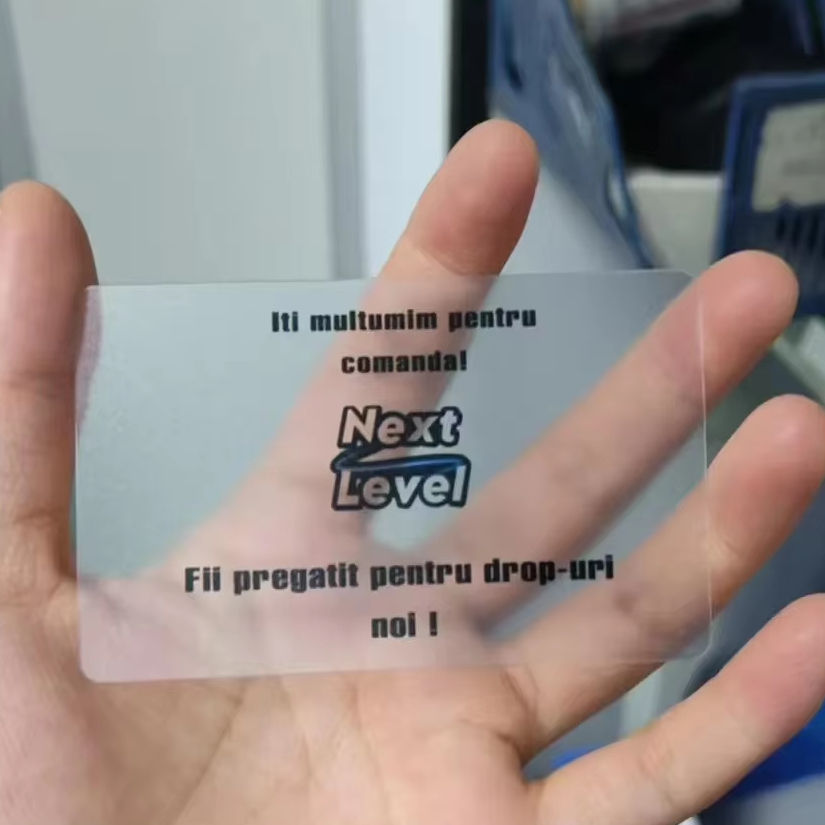 Iti multumim pentru
comanda!
Next
Level
Fii pregatit pentru drop-uri
noi !